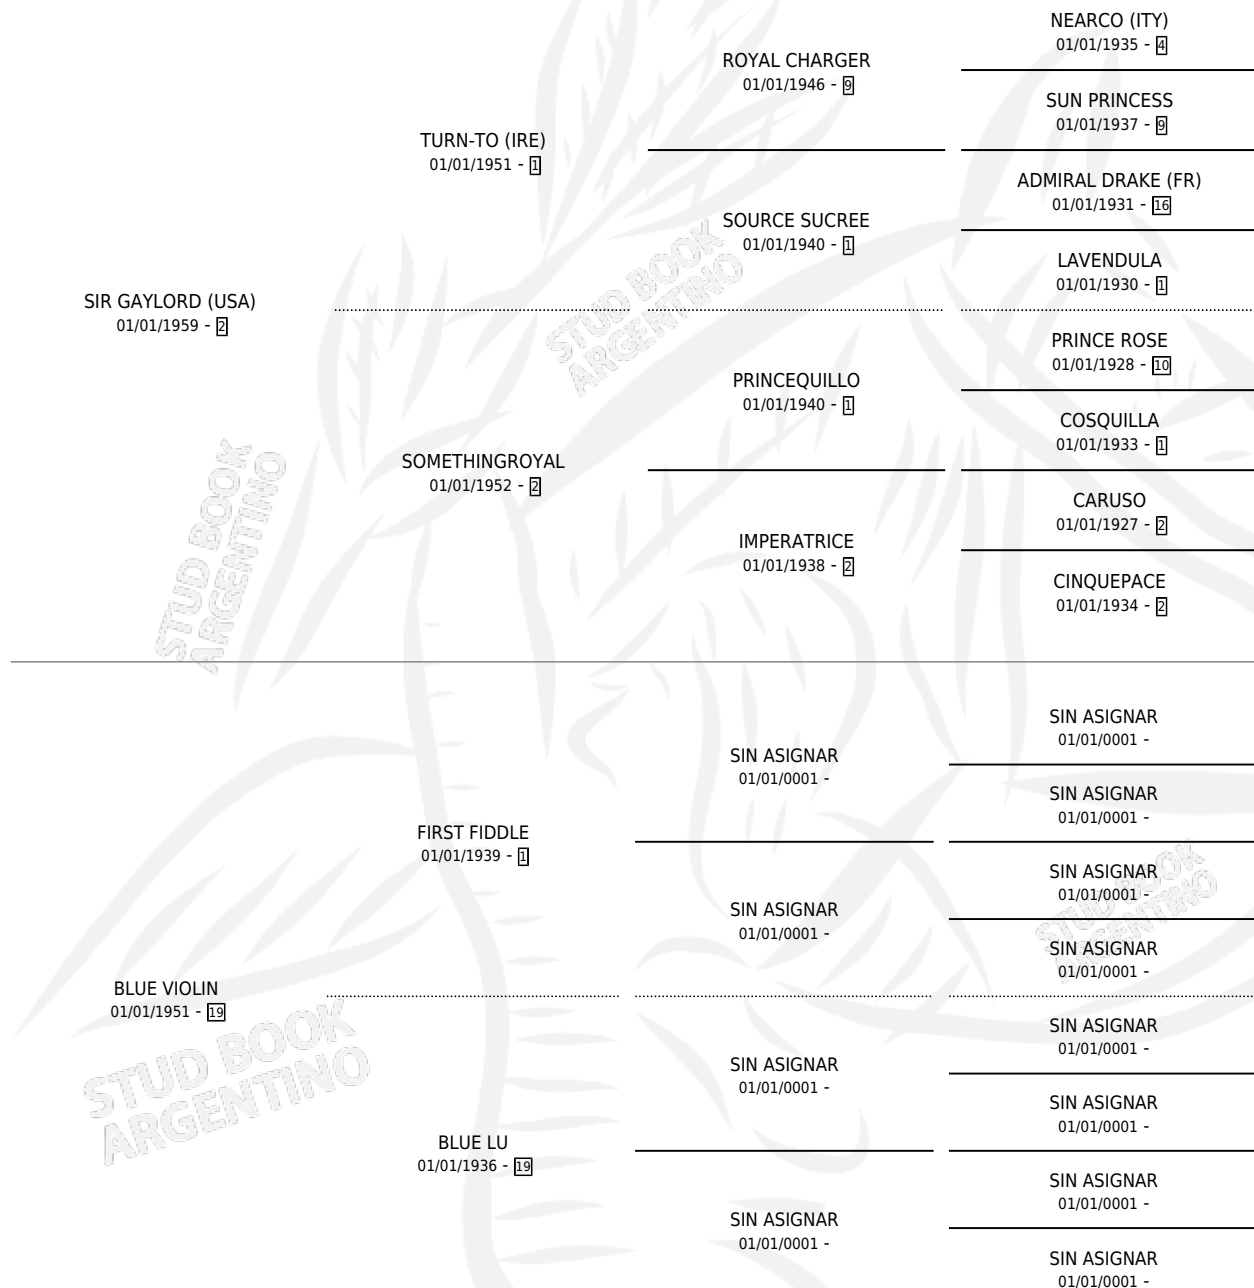 NEARCO (ITY)
01/01/1935 - 4
ROYAL CHARGER
01/01/1946 - 9
SUN PRINCESS
01/01/1937 - 9
TURN-TO (IRE)
01/01/1951 - 1
ADMIRAL DRAKE (FR)
01/01/1931 - 16
SOURCE SUCREE
01/01/1940 - 1
LAVENDULA
01/01/1930 - 1
SIR GAYLORD (USA)
01/01/1959 - 2
PRINCE ROSE
01/01/1928 - 10
PRINCEQUILLO
01/01/1940 - 1
COSQUILLA
01/01/1933 - 1
SOMETHINGROYAL
01/01/1952 - 2
CARUSO
01/01/1927 - 2
IMPERATRICE
01/01/1938 - 2
CINQUEPACE
01/01/1934 - 2
STUD BOOK
ARGENTINO
STUD BOOK
ARGENTINO
SIN ASIGNAR
01/01/0001 -
SIN ASIGNAR
01/01/0001 -
SIN ASIGNAR
01/01/0001 -
FIRST FIDDLE
01/01/1939 - 1
SIN ASIGNAR
01/01/0001 -
SIN ASIGNAR
01/01/0001 -
SIN ASIGNAR
01/01/0001 -
STUD BOOK
ARGENTINO
BLUE VIOLIN
01/01/1951 - 19
SIN ASIGNAR
01/01/0001 -
SIN ASIGNAR
01/01/0001 -
SIN ASIGNAR
01/01/0001 -
BLUE LU
01/01/1936 - 19
SIN ASIGNAR
01/01/0001 -
SIN ASIGNAR
01/01/0001 -
SIN ASIGNAR
01/01/0001 -
STUD BOOK
ARGENTINO